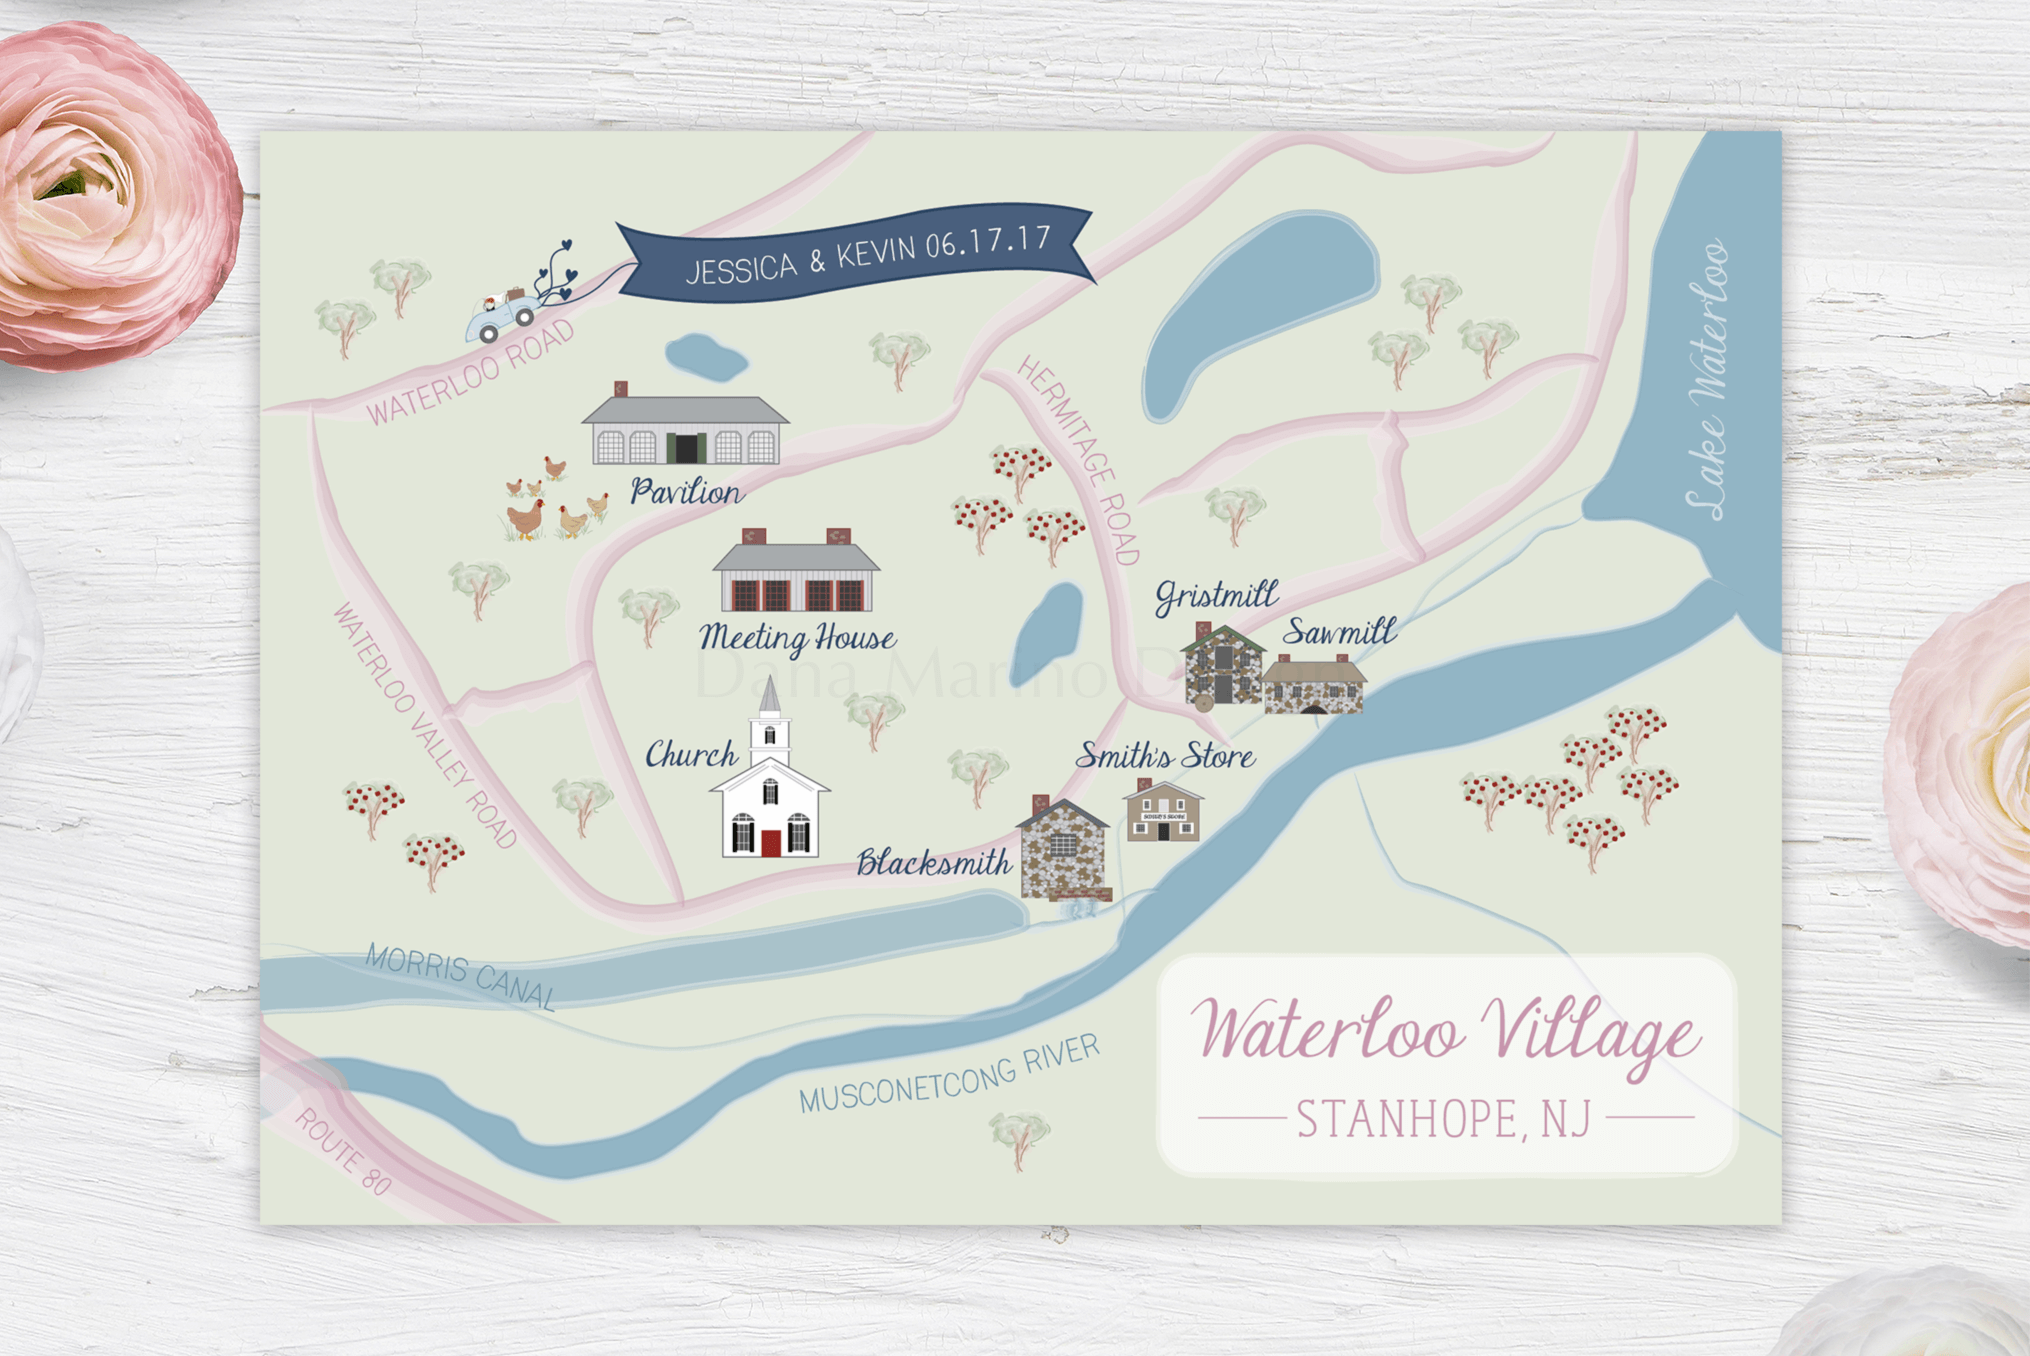 JESSICA & KEVIN 06.17.17
WATERLOO ROAD
Lake Waterloo
HERMITAGE ROAD
Pavilion
Meeting House
Gristmill
Sawmill
WATERLOO VALLEY ROAD
Dana Marino D
Church
Smith's Store
Blacksmith
MORRIS CANAL
MUSCONETCONG RIVER
ROUTE 80
Waterloo Village
STANHOPE, NJ